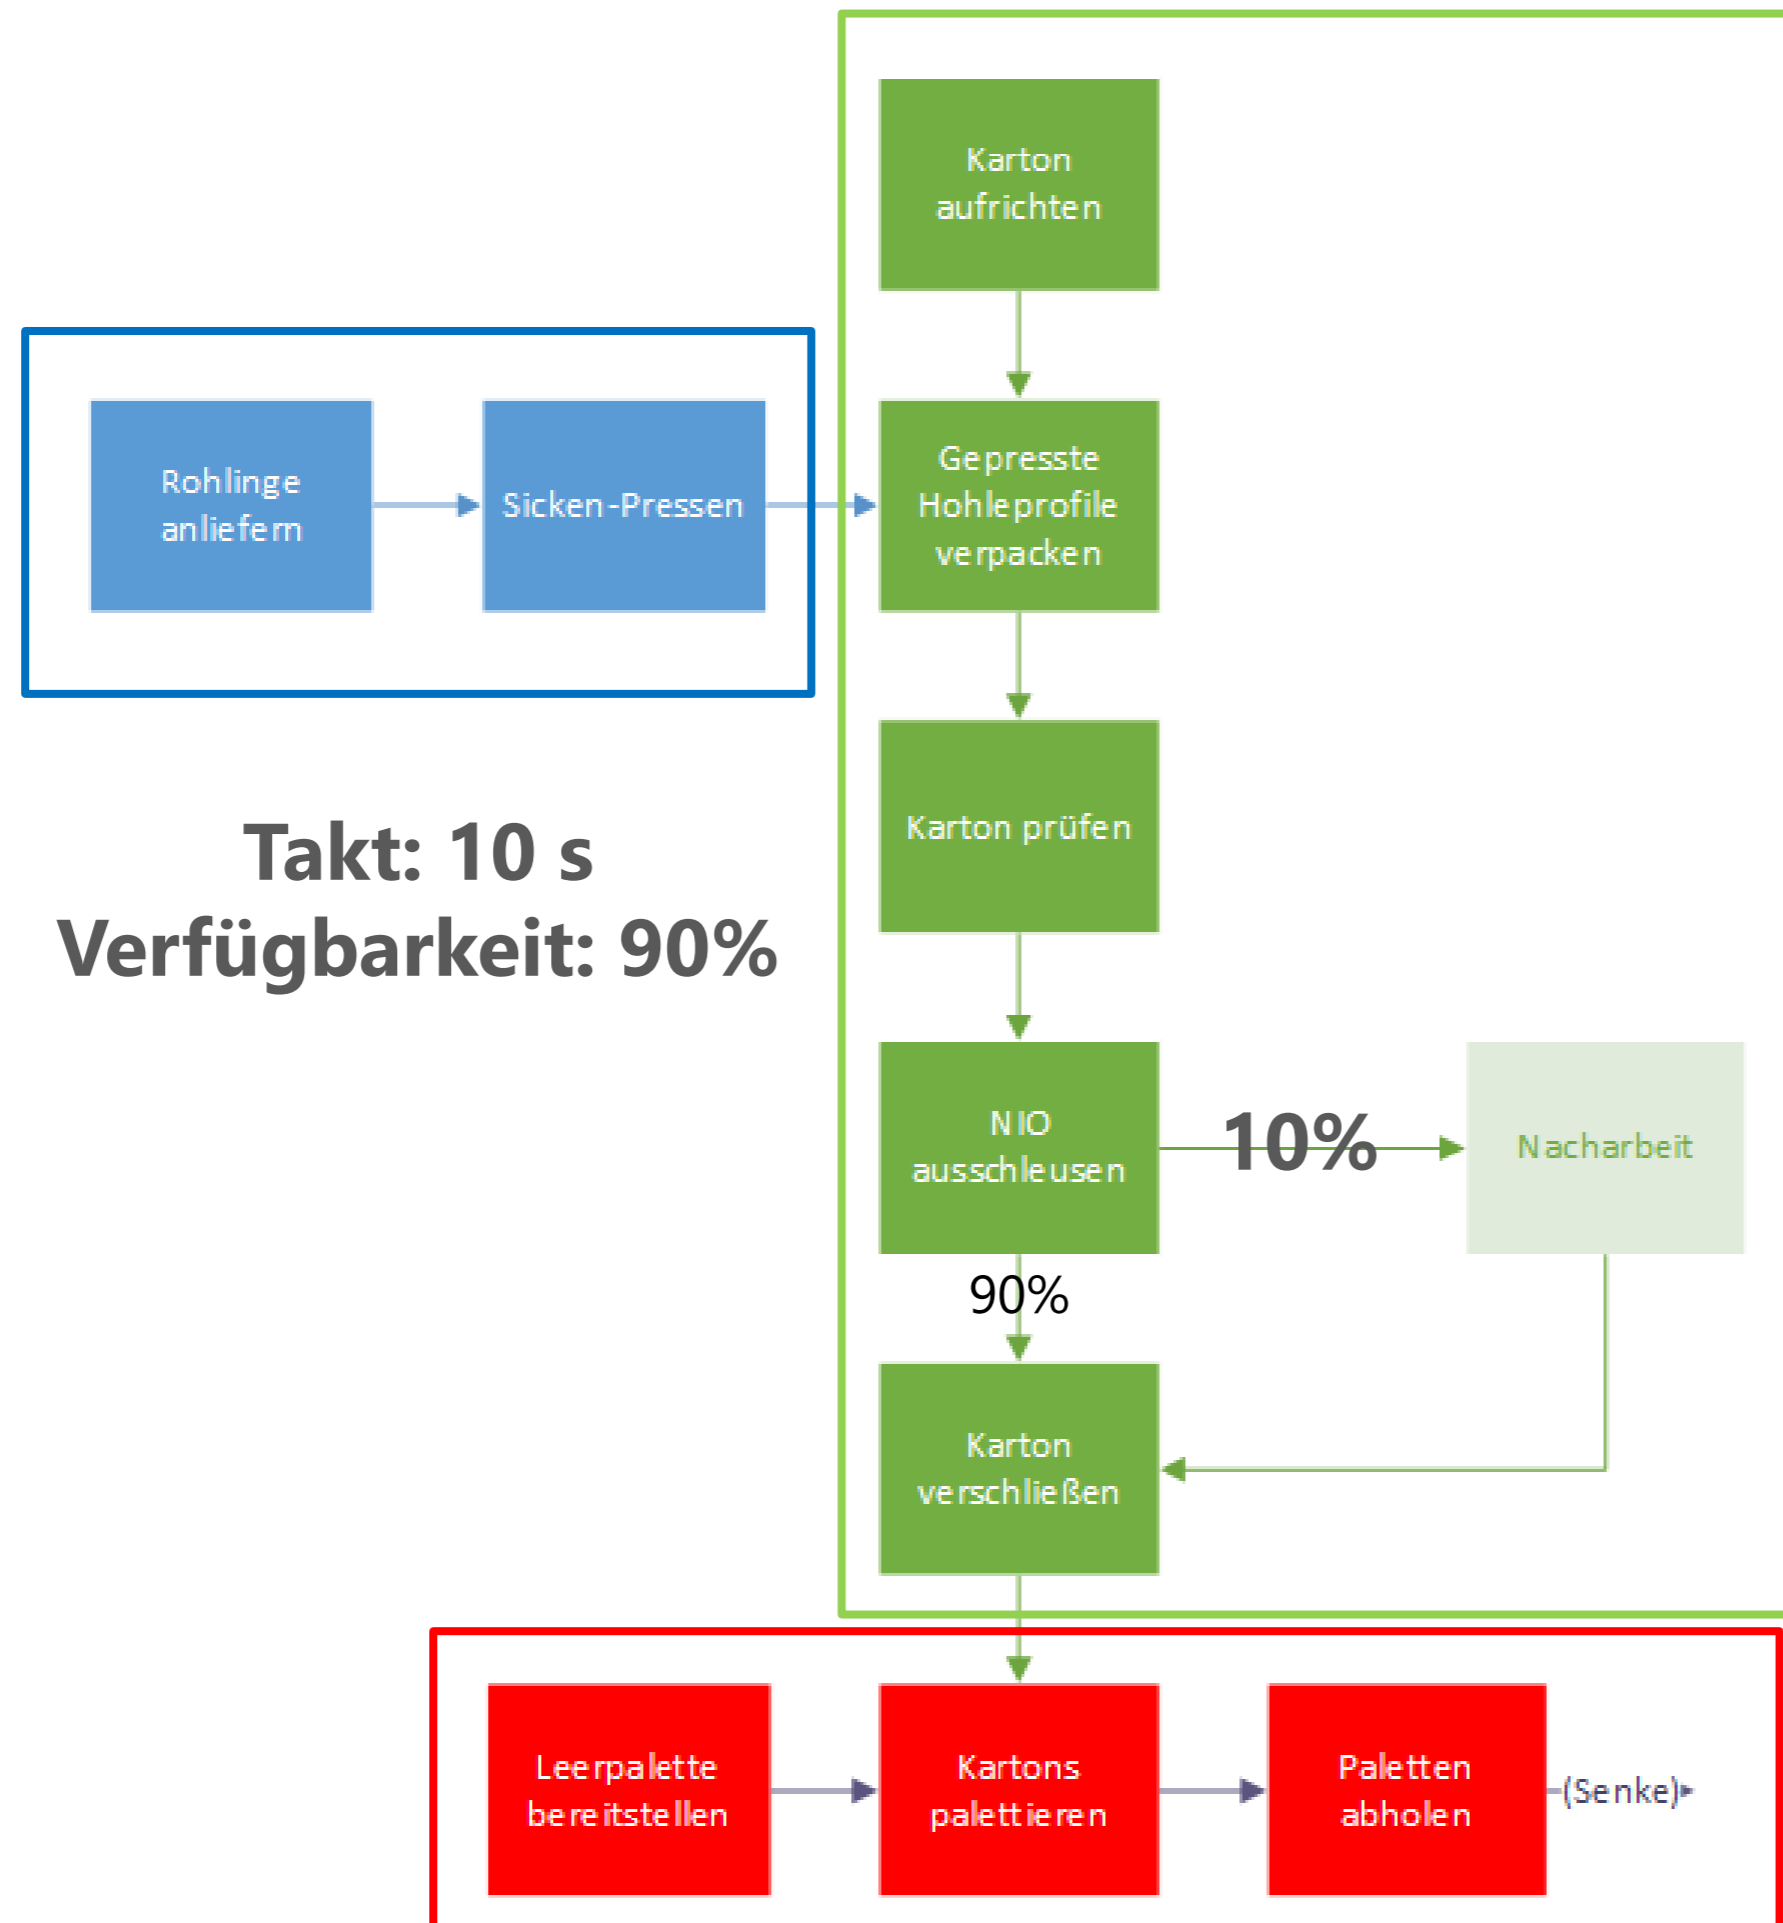 Karton
aufrichten
Rohlinge
anliefern
Sicken-Pressen
Gepresste
Hohleprofile
verpacken
Takt: 10 s
Verfügbarkeit: 90%
Karton prüfen
NIO
ausschleusen
10%
Nacharbeit
90%
Karton
verschließen
Leerpalette
bereitstellen
Kartons
palettieren
Paletten
abholen
(Senke)